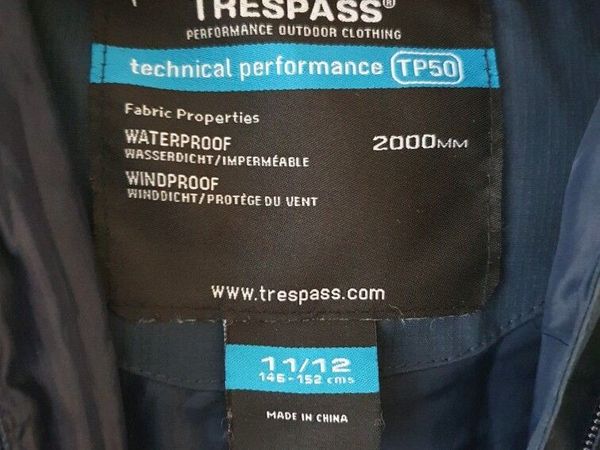 TRESPASS®
PERFORMANCE OUTDOOR CLOTHING
technical performance TP50
Fabric Properties
WATERPROOF 2000MM
WASSERDICHT/IMPERMÉABLE
WINDPROOF
WINDDICHT/PROTÈGE DU VENT
www.trespass.com
11/12
146-152 cms
MADE IN CHINA